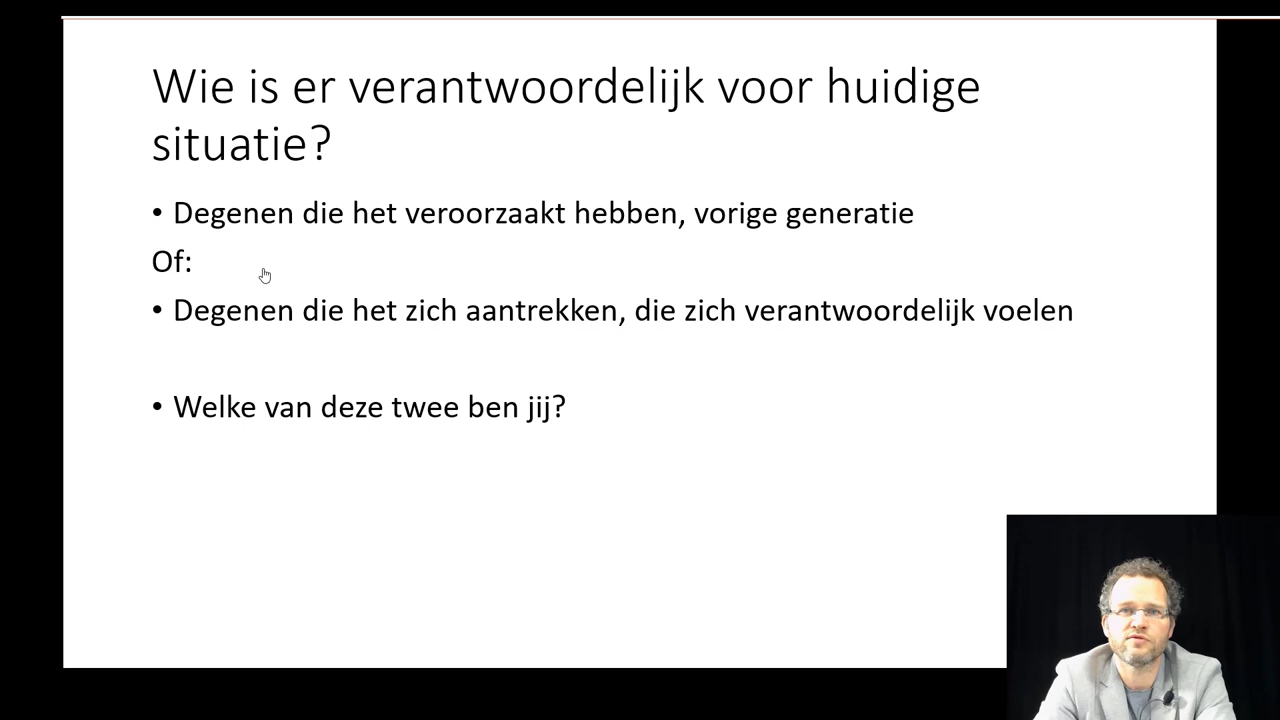 Wie is er verantwoordelijk voor huidige
situatie?
• Degenen die het veroorzaakt hebben, vorige generatie
Of:
• Degenen die het zich aantrekken, die zich verantwoordelijk voelen
• Welke van deze twee ben jij?